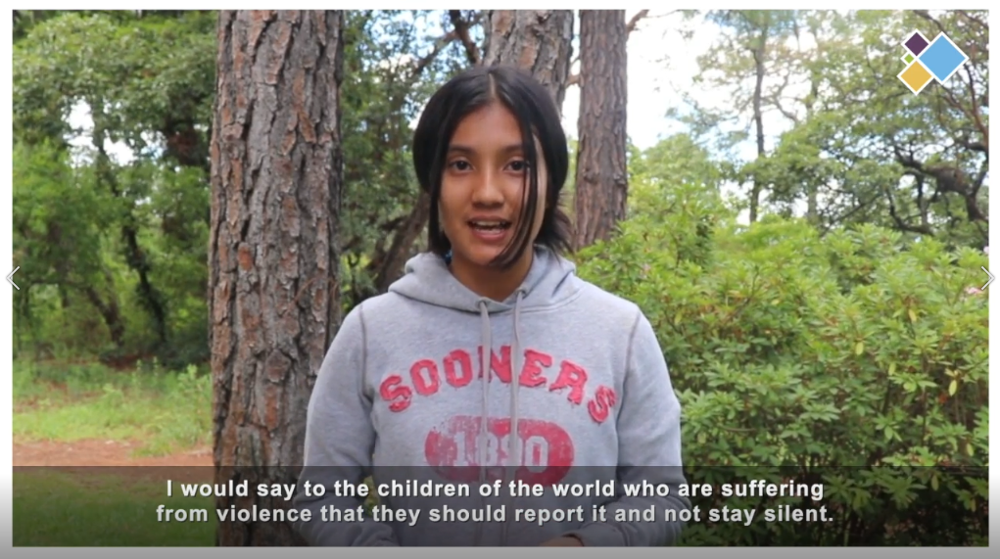 SOONERS
1890
I would say to the children of the world who are suffering
from violence that they should report it and not stay silent.